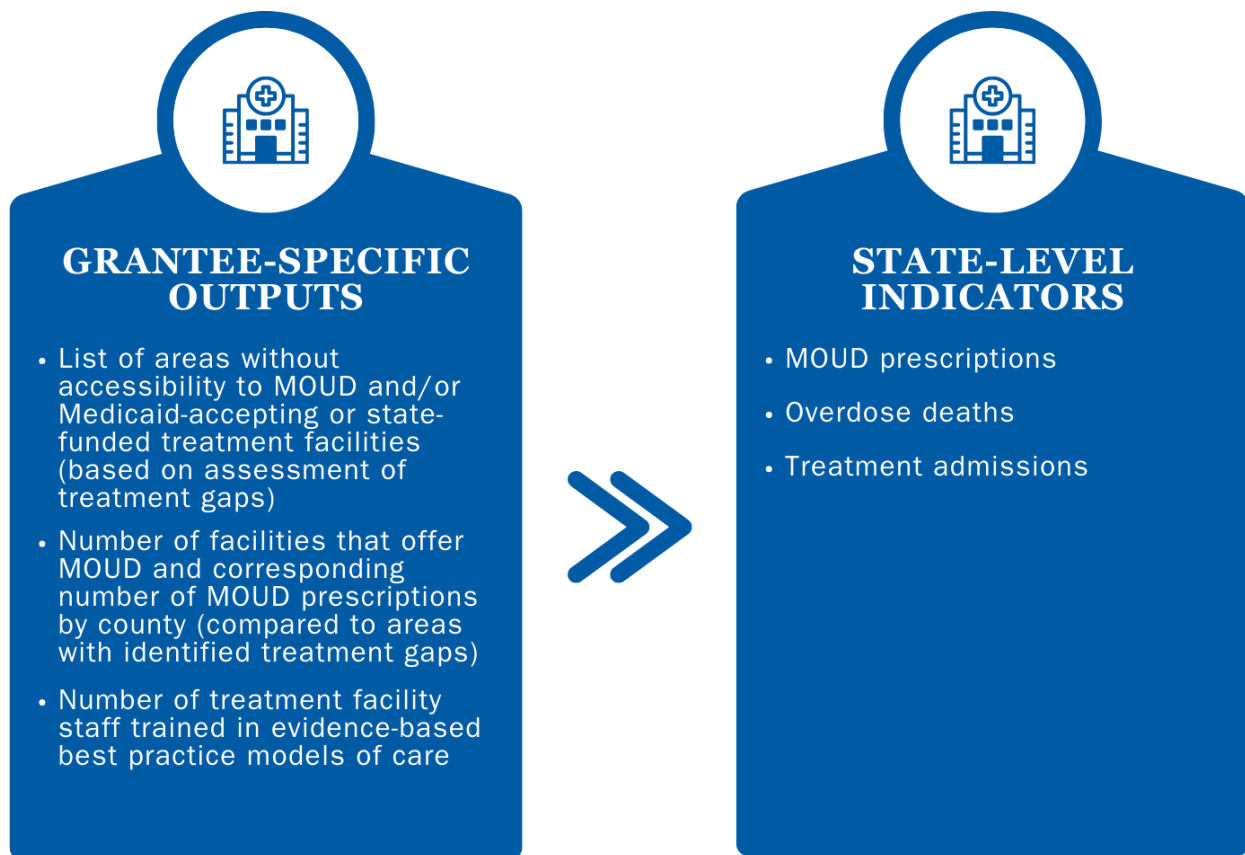 GRANTEE-SPECIFIC
OUTPUTS
• List of areas without
accessibility to MOUD and/or
Medicaid-accepting or state-
funded treatment facilities
(based on assessment of
treatment gaps)
• Number of facilities that offer
MOUD and corresponding
number of MOUD prescriptions
by county (compared to areas
with identified treatment gaps)
• Number of treatment facility
staff trained in evidence-based
best practice models of care
STATE-LEVEL
INDICATORS
• MOUD prescriptions
• Overdose deaths
• Treatment admissions